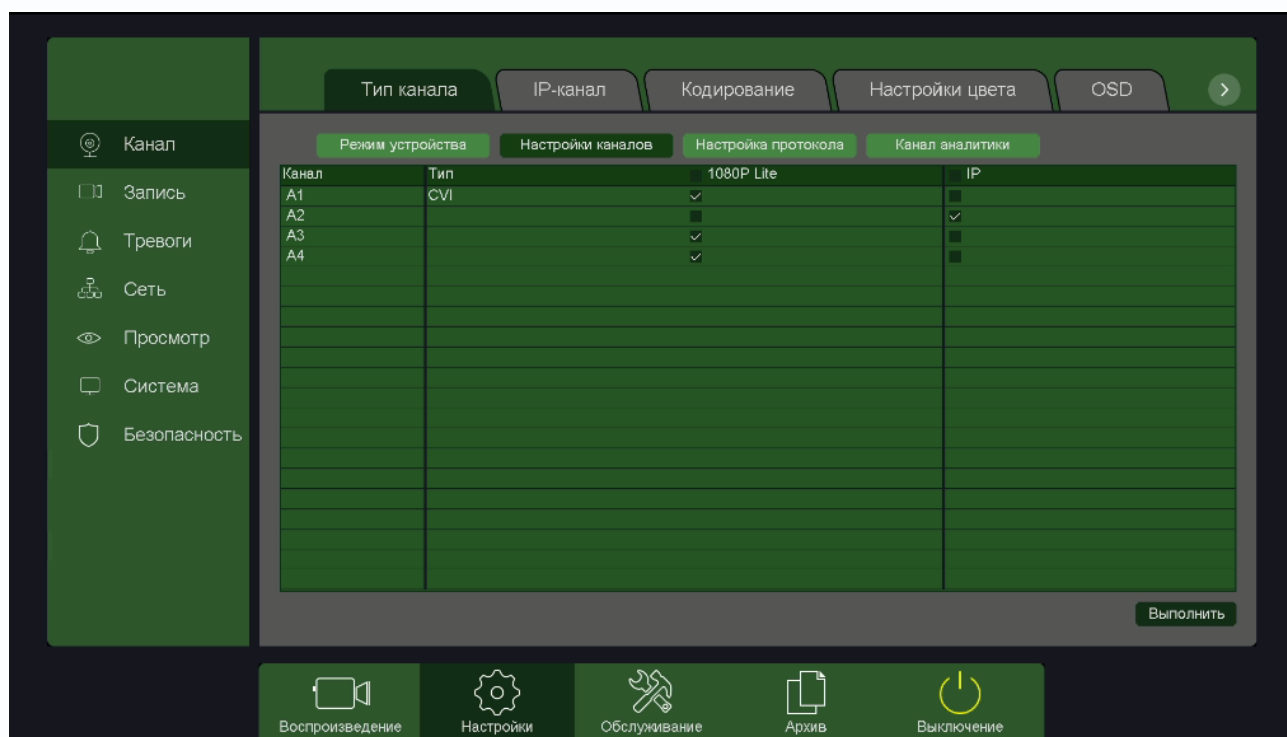 Тип канала IP-канал Кодирование Настройки цвета OSD
Канал
Запись
Тревоги
Сеть
Просмотр
Система
Безопасность
Режим устройства Настройки каналов Настройка протокола Канал аналитики
Канал Тип 1080P Lite IP
A1 CVI
A2
A3
A4
Выполнить
Воспроизведение Настройки Обслуживание Архив Выключение